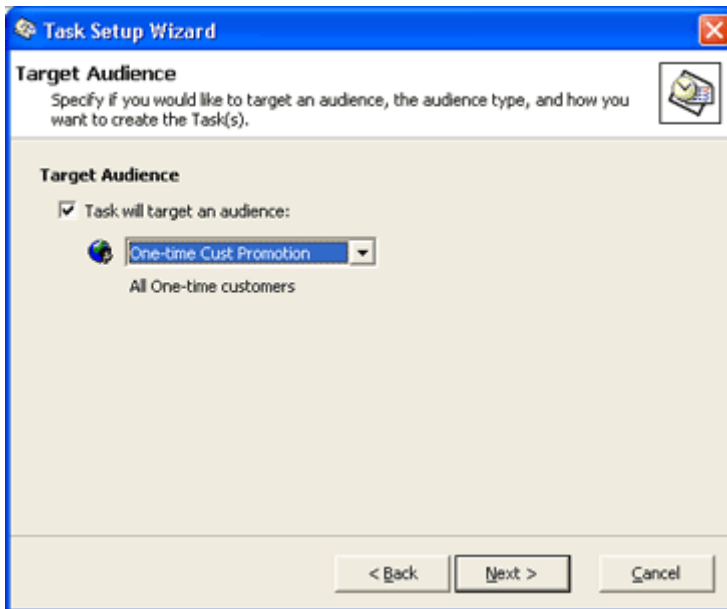 Task Setup Wizard
Target Audience
Specify if you would like to target an audience, the audience type, and how you
want to create the Task(s).
Target Audience
Task will target an audience:
One-time Cust Promotion
All One-time customers
< Back Next > Cancel